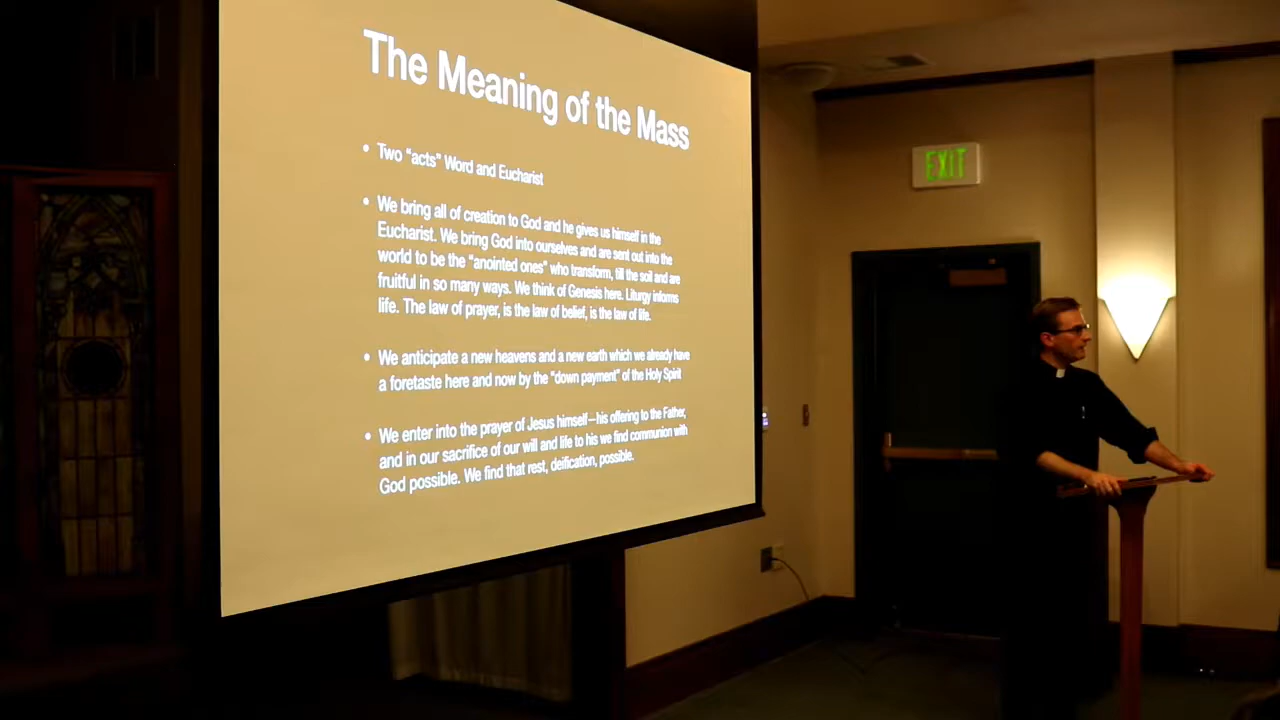 The Meaning of the Mass
• Two “acts” Word and Eucharist
• We bring all of creation to God and he gives us himself in the
Eucharist. We bring God into ourselves and are sent out into the
world to be the “anointed ones” who transform, till the soil and are
fruitful in so many ways. We think of Genesis here. Liturgy informs
life. The law of prayer, is the law of belief, is the law of life.
• We anticipate a new heavens and a new earth which we already have
a foretaste here and now by the “down payment” of the Holy Spirit
• We enter into the prayer of Jesus himself—his offering to the Father,
and in our sacrifice of our will and life to his we find communion with
God possible. We find that rest, deification, possible.
EXIT